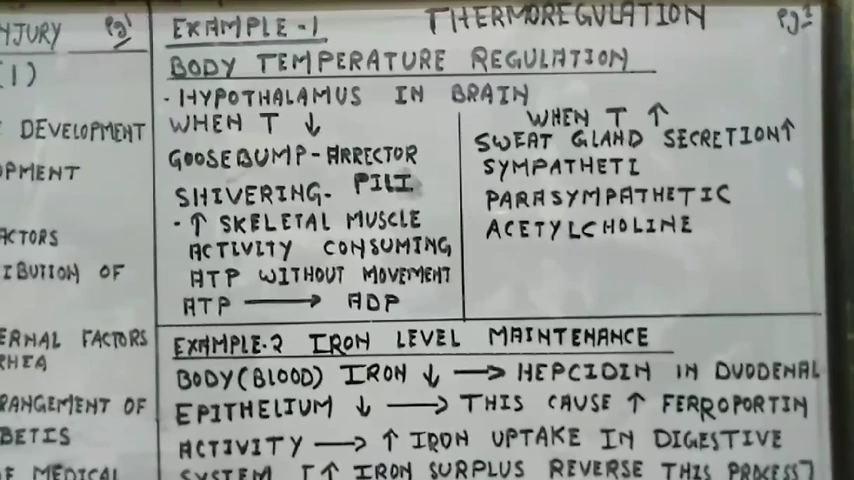 NJURY Pg1
(1)
DEVELOPMENT
OPMENT
ACTORS
IBUTION OF
ERNAL FACTORS
RHEA
RANGEMENT OF
BETIS
MEDICAL
THERMOREGULATION Pg2
EXAMPLE-1
BODY TEMPERATURE REGULATION
·HYPOTHALAMUS IN BRAIN
WHEN T ↓
GOOSEBUMP-ARRECTOR
PILI
SHIVERING-
-↑ SKELETAL MUSCLE
ACTIVITY CONSUMING
ATP WITHOUT MOVEMENT
ATP → ADP
WHEN T ↑
SWEAT GLAND SECRETION↑
SYMPATHETI
PARASYMPATHETIC
ACETYLCHOLINE
EXAMPLE-2 IRON LEVEL MAINTENANCE
BODY(BLOOD) IRON ↓ → HEPCIDIN IN DUODENAL
EPITHELIUM ↓ → THIS CAUSE ↑ FERROPORTIN
ACTIVITY → ↑ IRON UPTAKE IN DIGESTIVE
SYSTEM [↑ IRON SURPLUS REVERSE THIS PROCESS]